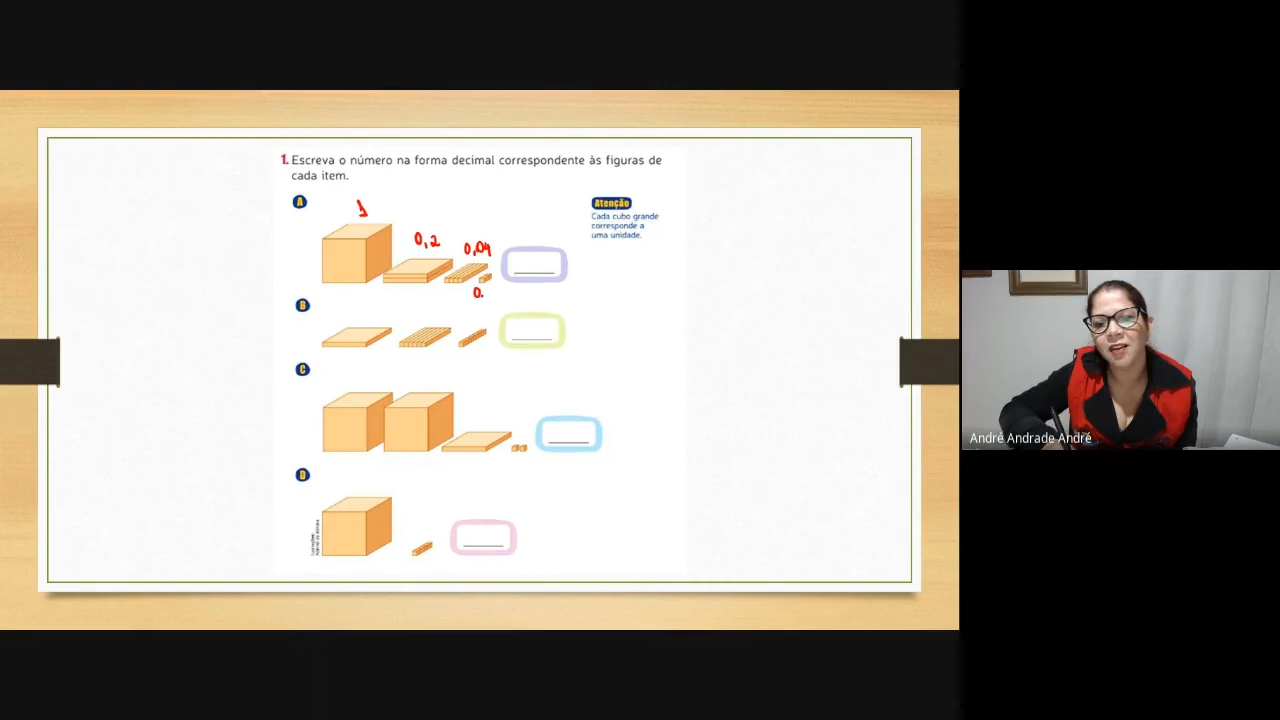 1. Escreva o número na forma decimal correspondente às figuras de
cada item.
A
1
0,2
0,04
0.
Atenção
Cada cubo grande
corresponde a
uma unidade.
B
C
D
André Andrade André